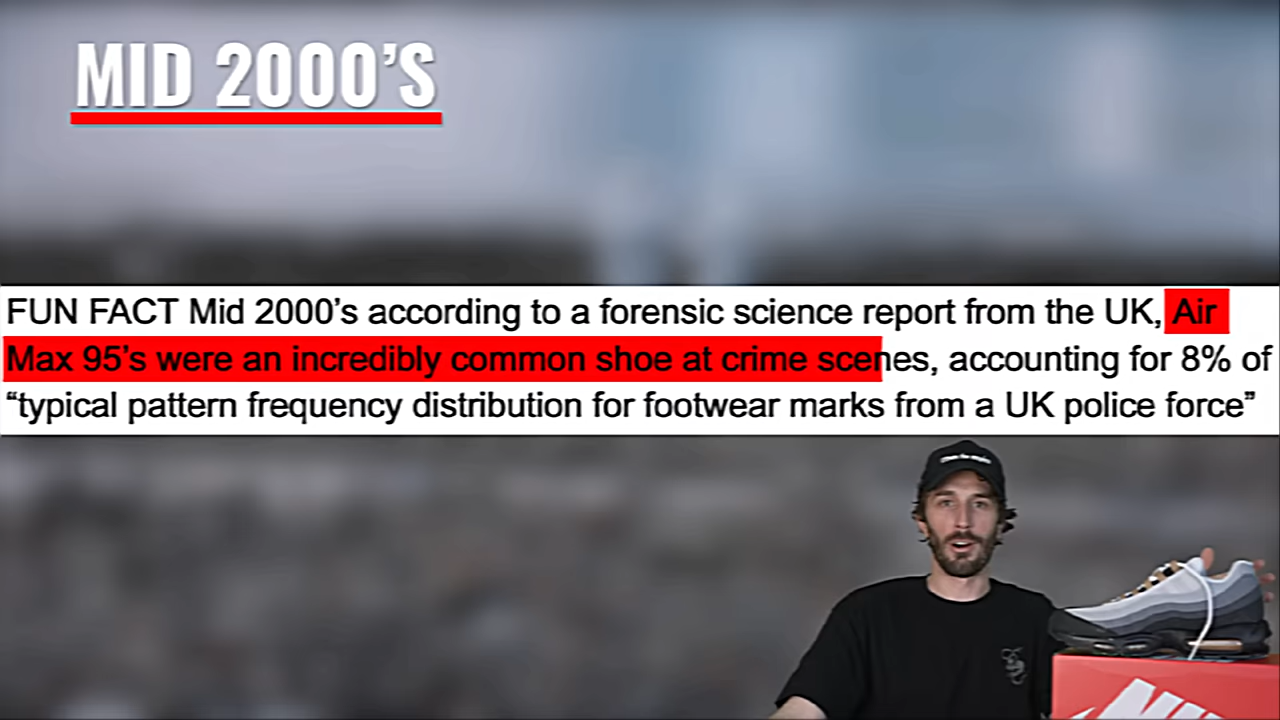 MID 2000’S
FUN FACT Mid 2000’s according to a forensic science report from the UK, Air
Max 95’s were an incredibly common shoe at crime scenes, accounting for 8% of
“typical pattern frequency distribution for footwear marks from a UK police force”